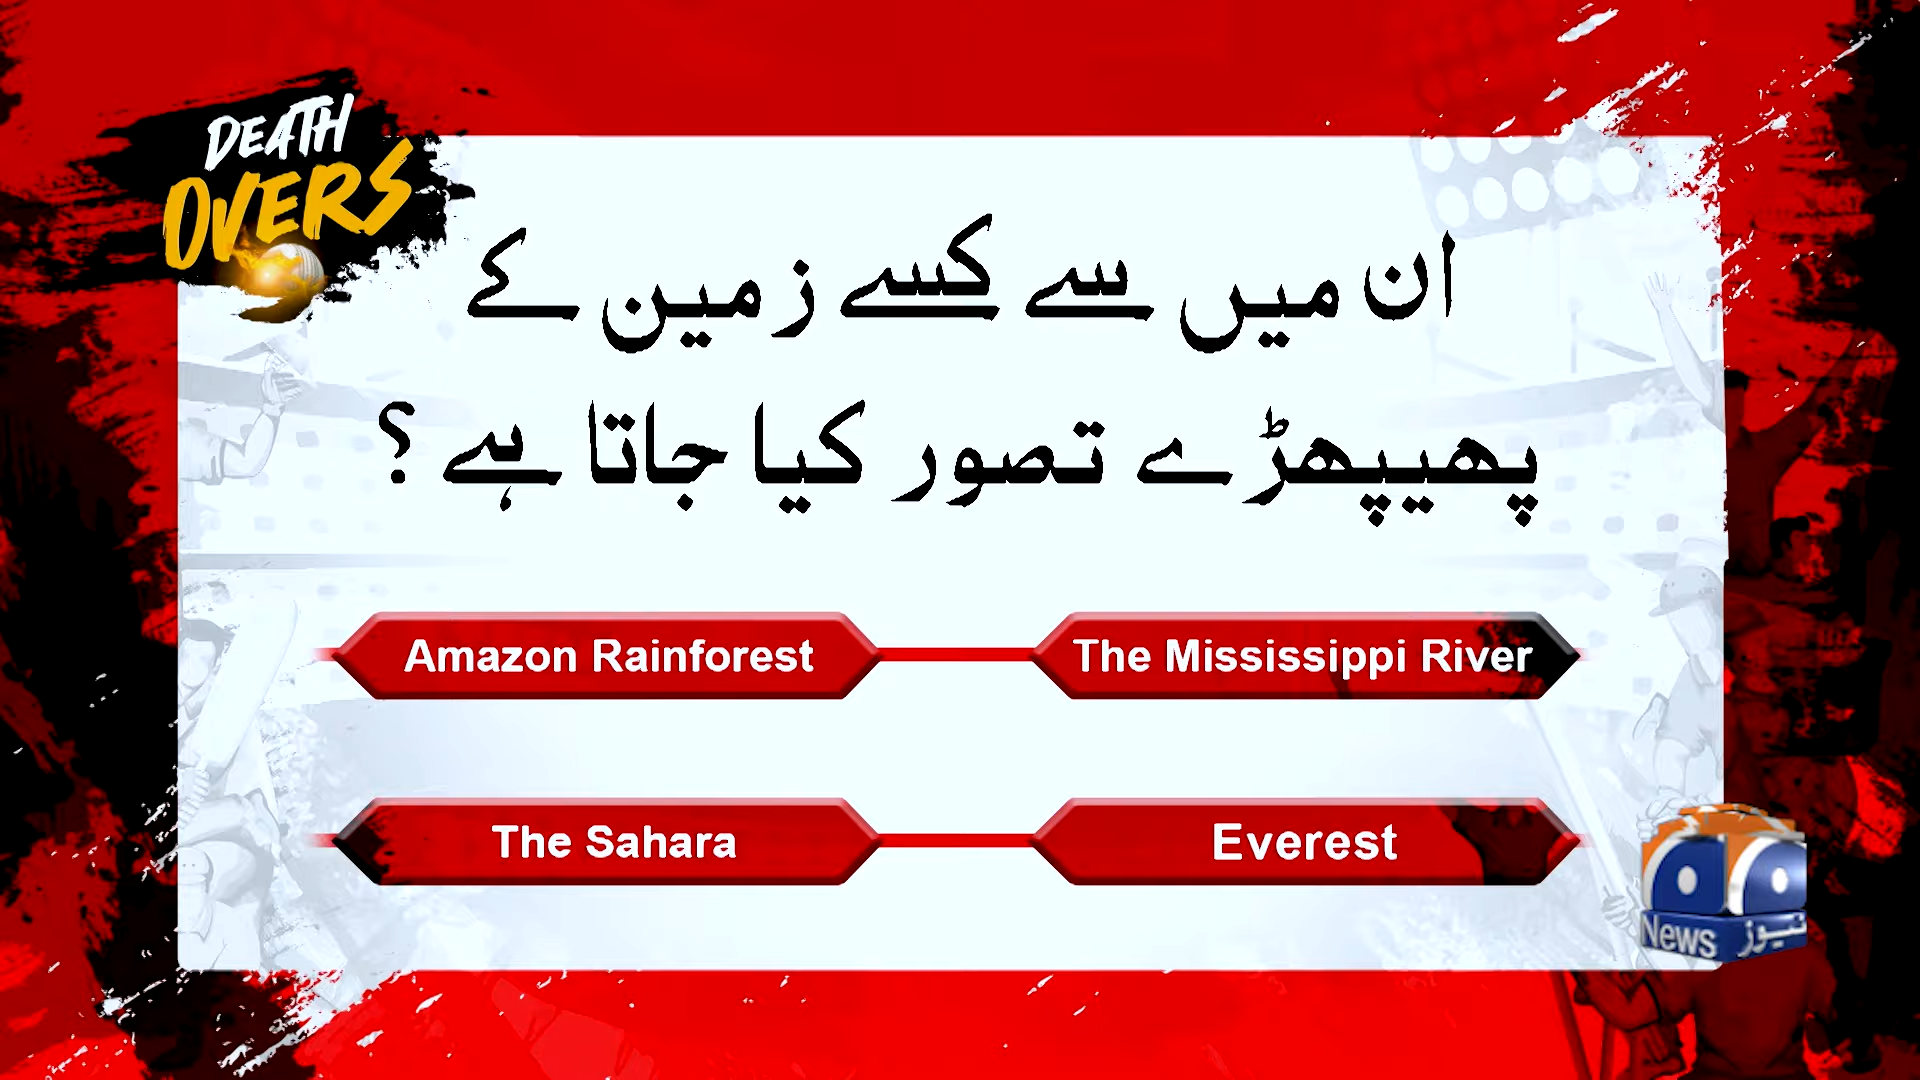 DEATH
OVERS
ان میں سے کسے زمین کے
پھیپھڑے تصور کیا جاتا ہے ؟
Amazon Rainforest
The Mississippi River
The Sahara
Everest
News نیوز